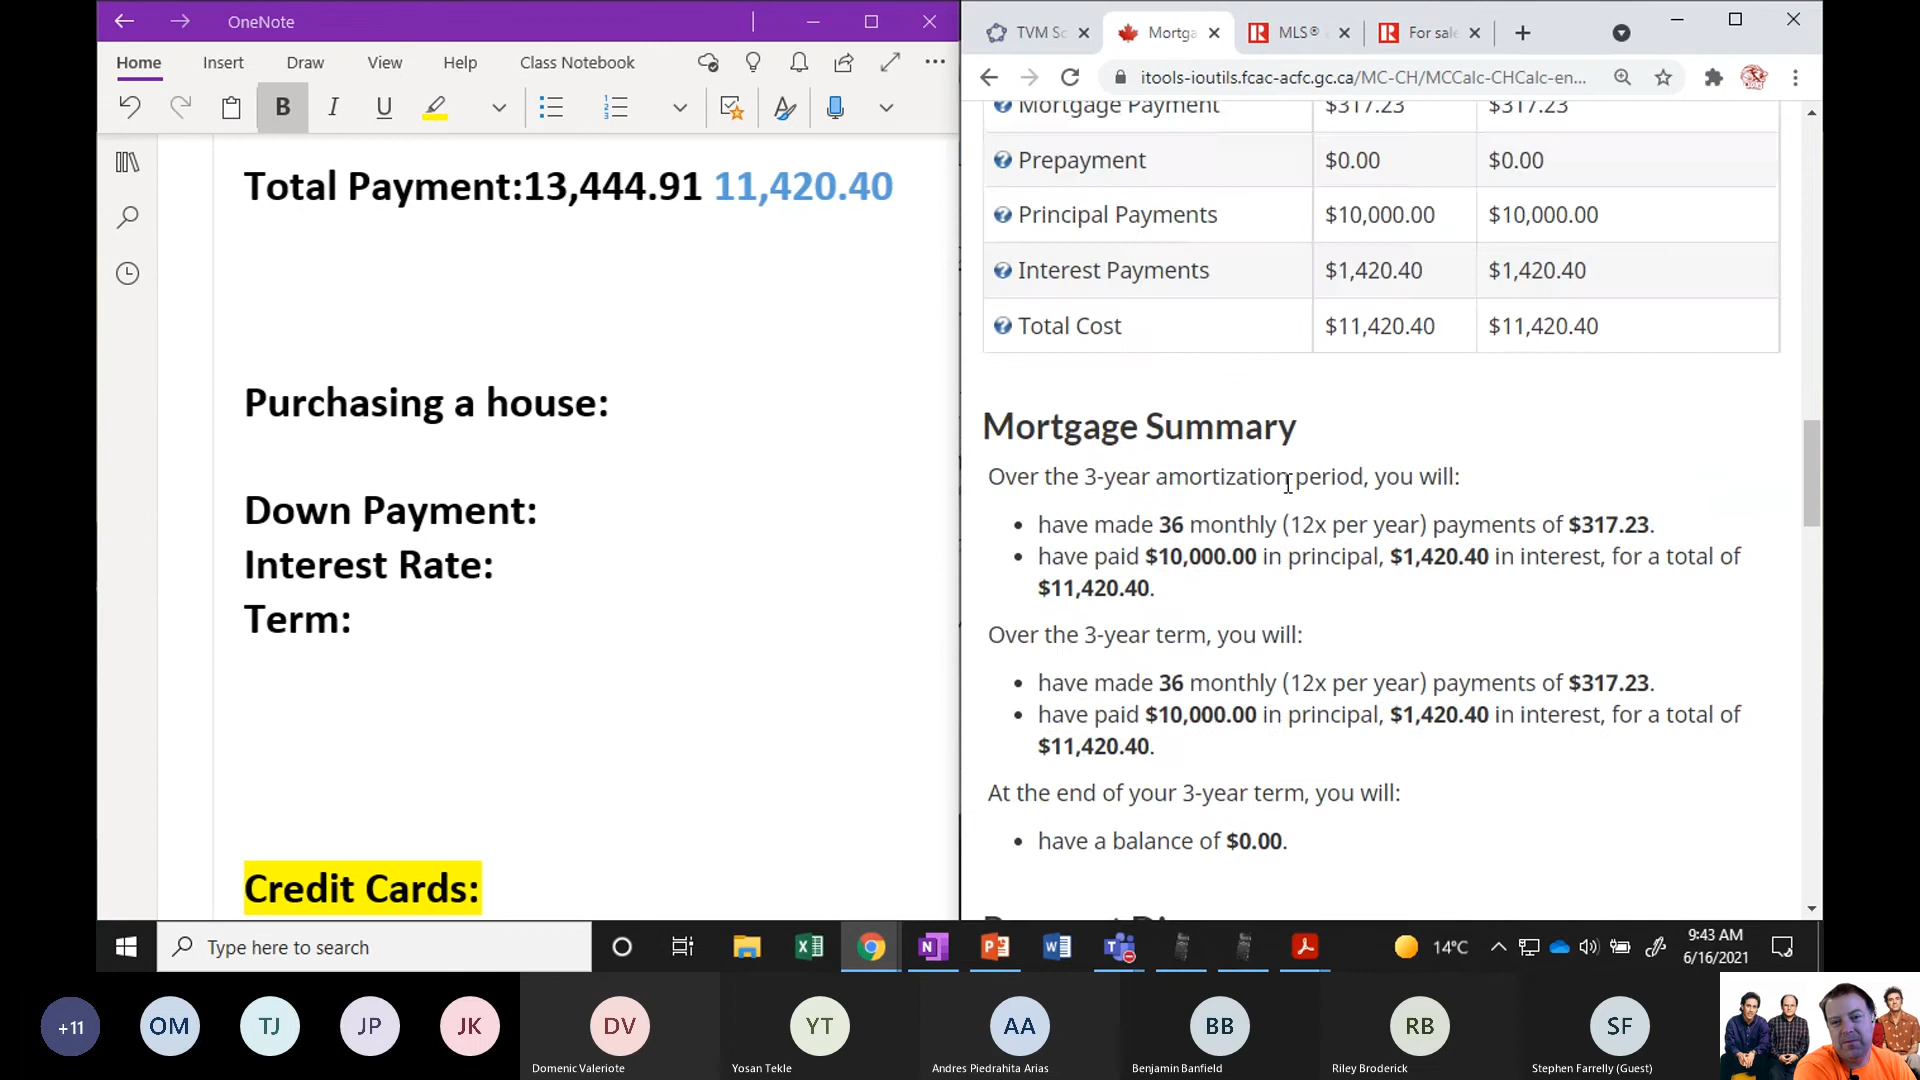 OneNote
Home Insert Draw View Help Class Notebook
B I U
Total Payment:13,444.91 11,420.40
Purchasing a house:
Down Payment:
Interest Rate:
Term:
Credit Cards:
TVM Sc
Mortga
MLS®
For sale
itools-ioutils.fcac-acfc.gc.ca/MC-CH/MCCalc-CHCalc-en...
Mortgage Payment $317.23 $317.23
Prepayment $0.00 $0.00
Principal Payments $10,000.00 $10,000.00
Interest Payments $1,420.40 $1,420.40
Total Cost $11,420.40 $11,420.40
Mortgage Summary
Over the 3-year amortization period, you will:
have made 36 monthly (12x per year) payments of $317.23.
have paid $10,000.00 in principal, $1,420.40 in interest, for a total of
$11,420.40.
Over the 3-year term, you will:
have made 36 monthly (12x per year) payments of $317.23.
have paid $10,000.00 in principal, $1,420.40 in interest, for a total of
$11,420.40.
At the end of your 3-year term, you will:
have a balance of $0.00.
Type here to search
14°C
9:43 AM
6/16/2021
+11 OM TJ JP JK DV YT AA BB RB SF
Domenic Valeriote
Yosan Tekle
Andres Piedrahita Arias
Benjamin Banfield
Riley Broderick
Stephen Farrelly (Guest)